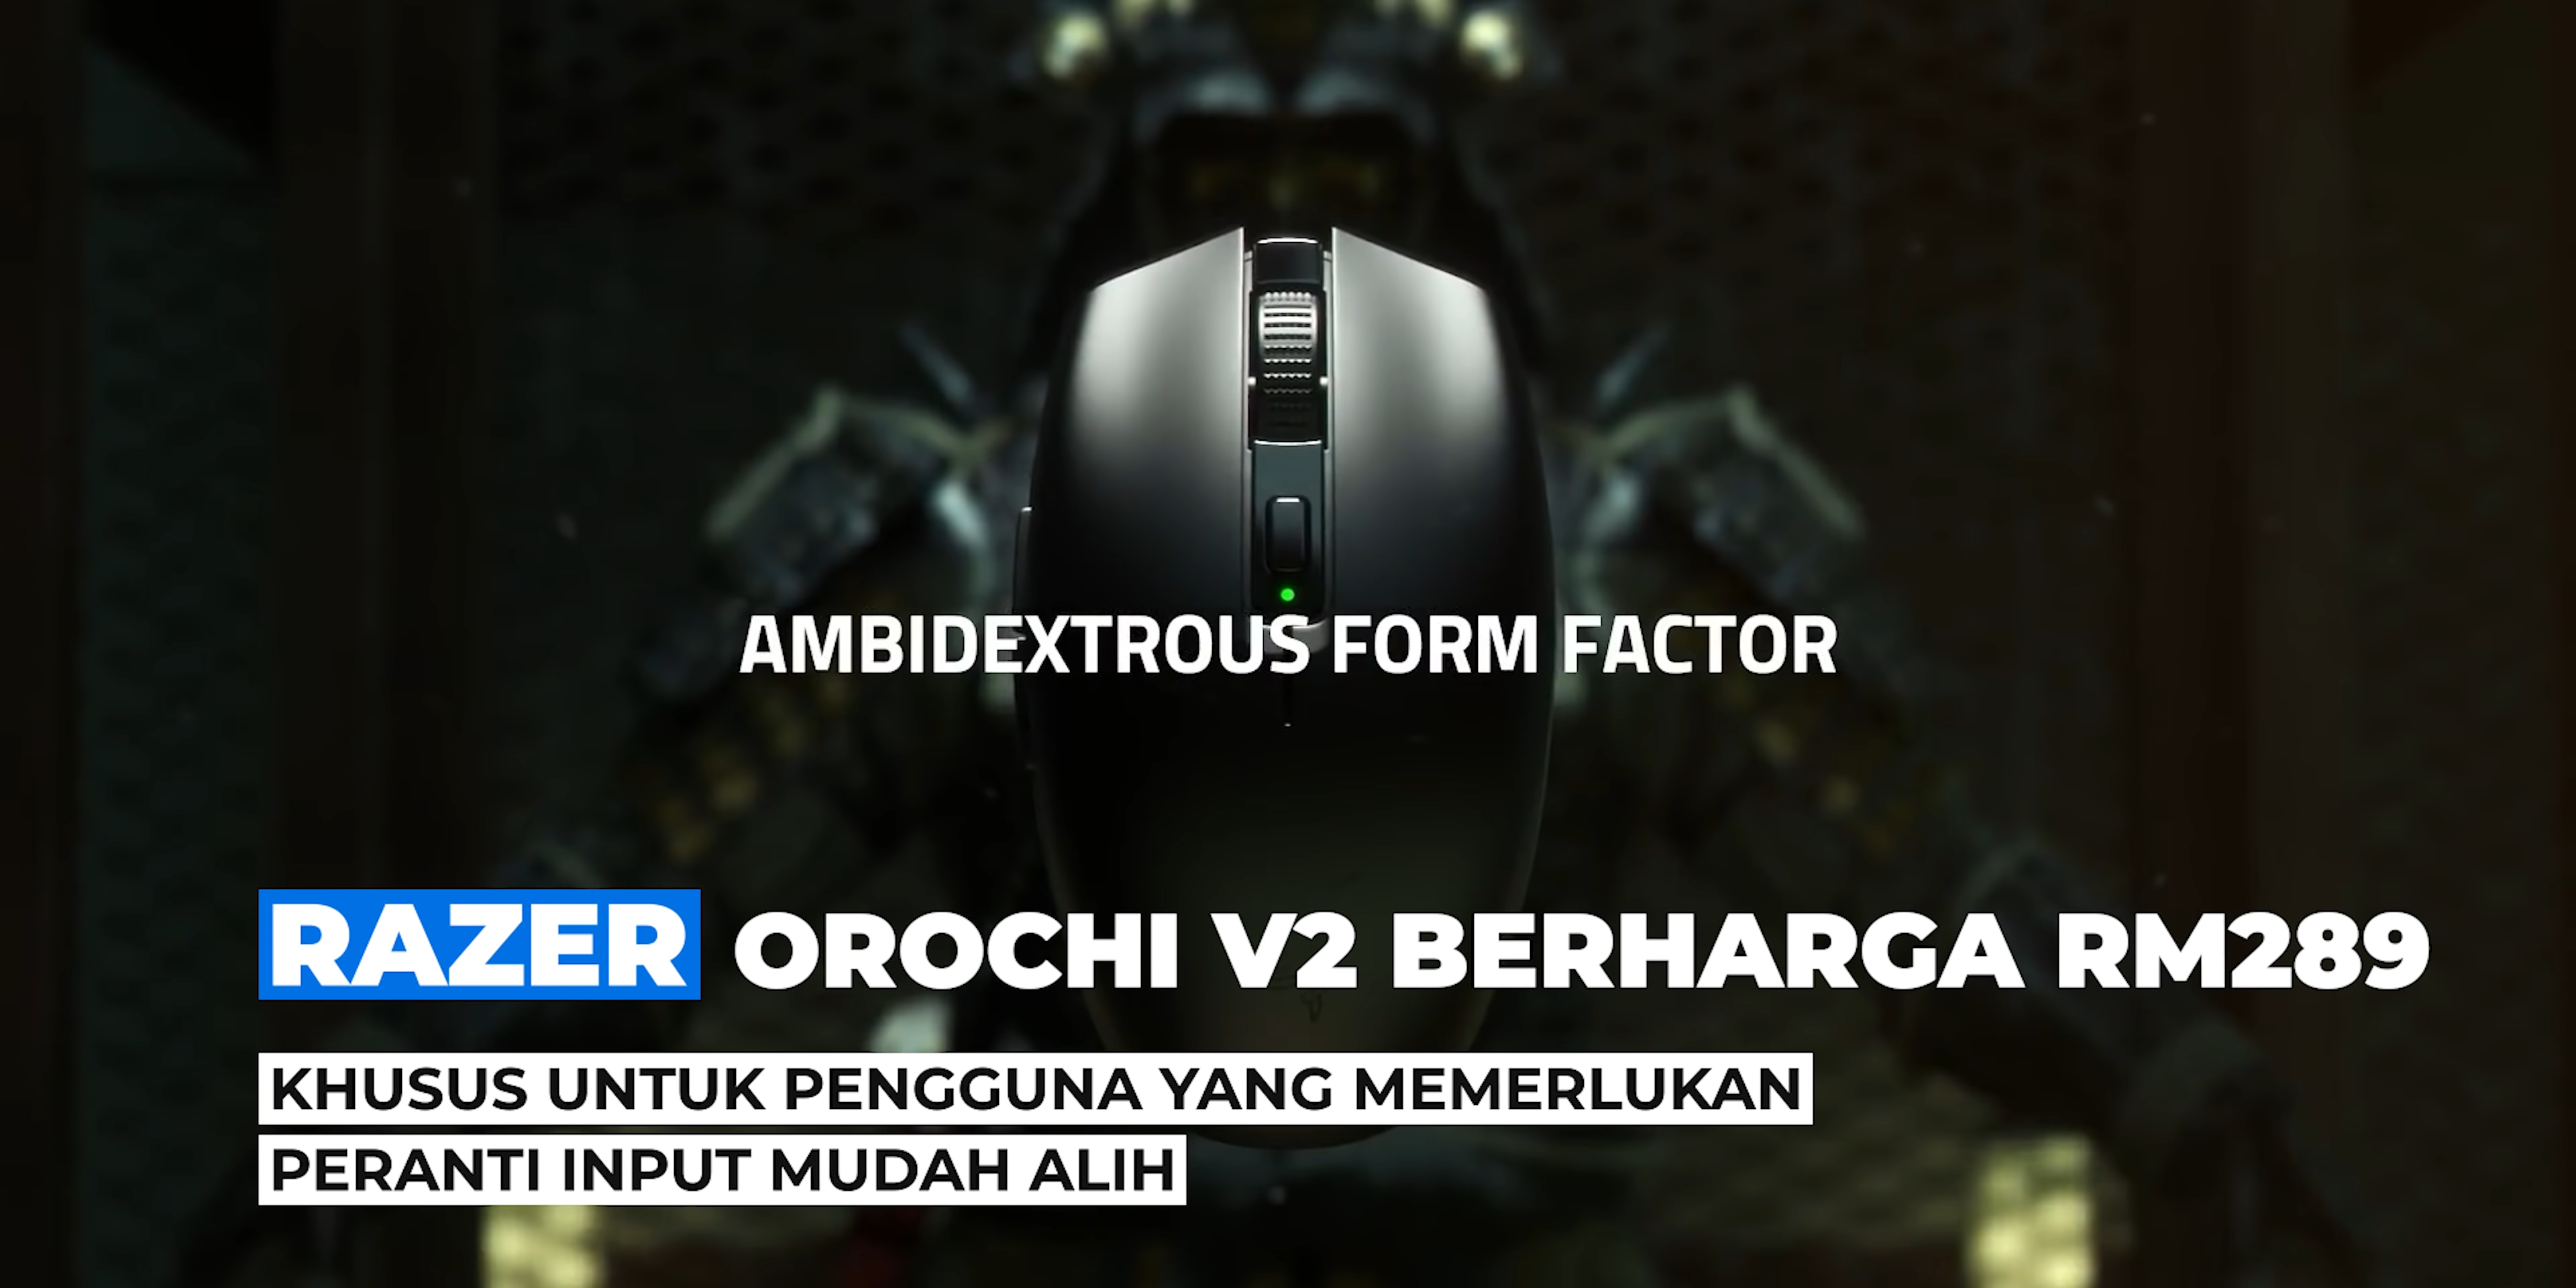 AMBIDEXTROUS FORM FACTOR
RAZER OROCHI V2 BERHARGA RM289
KHUSUS UNTUK PENGGUNA YANG MEMERLUKAN
PERANTI INPUT MUDAH ALIH